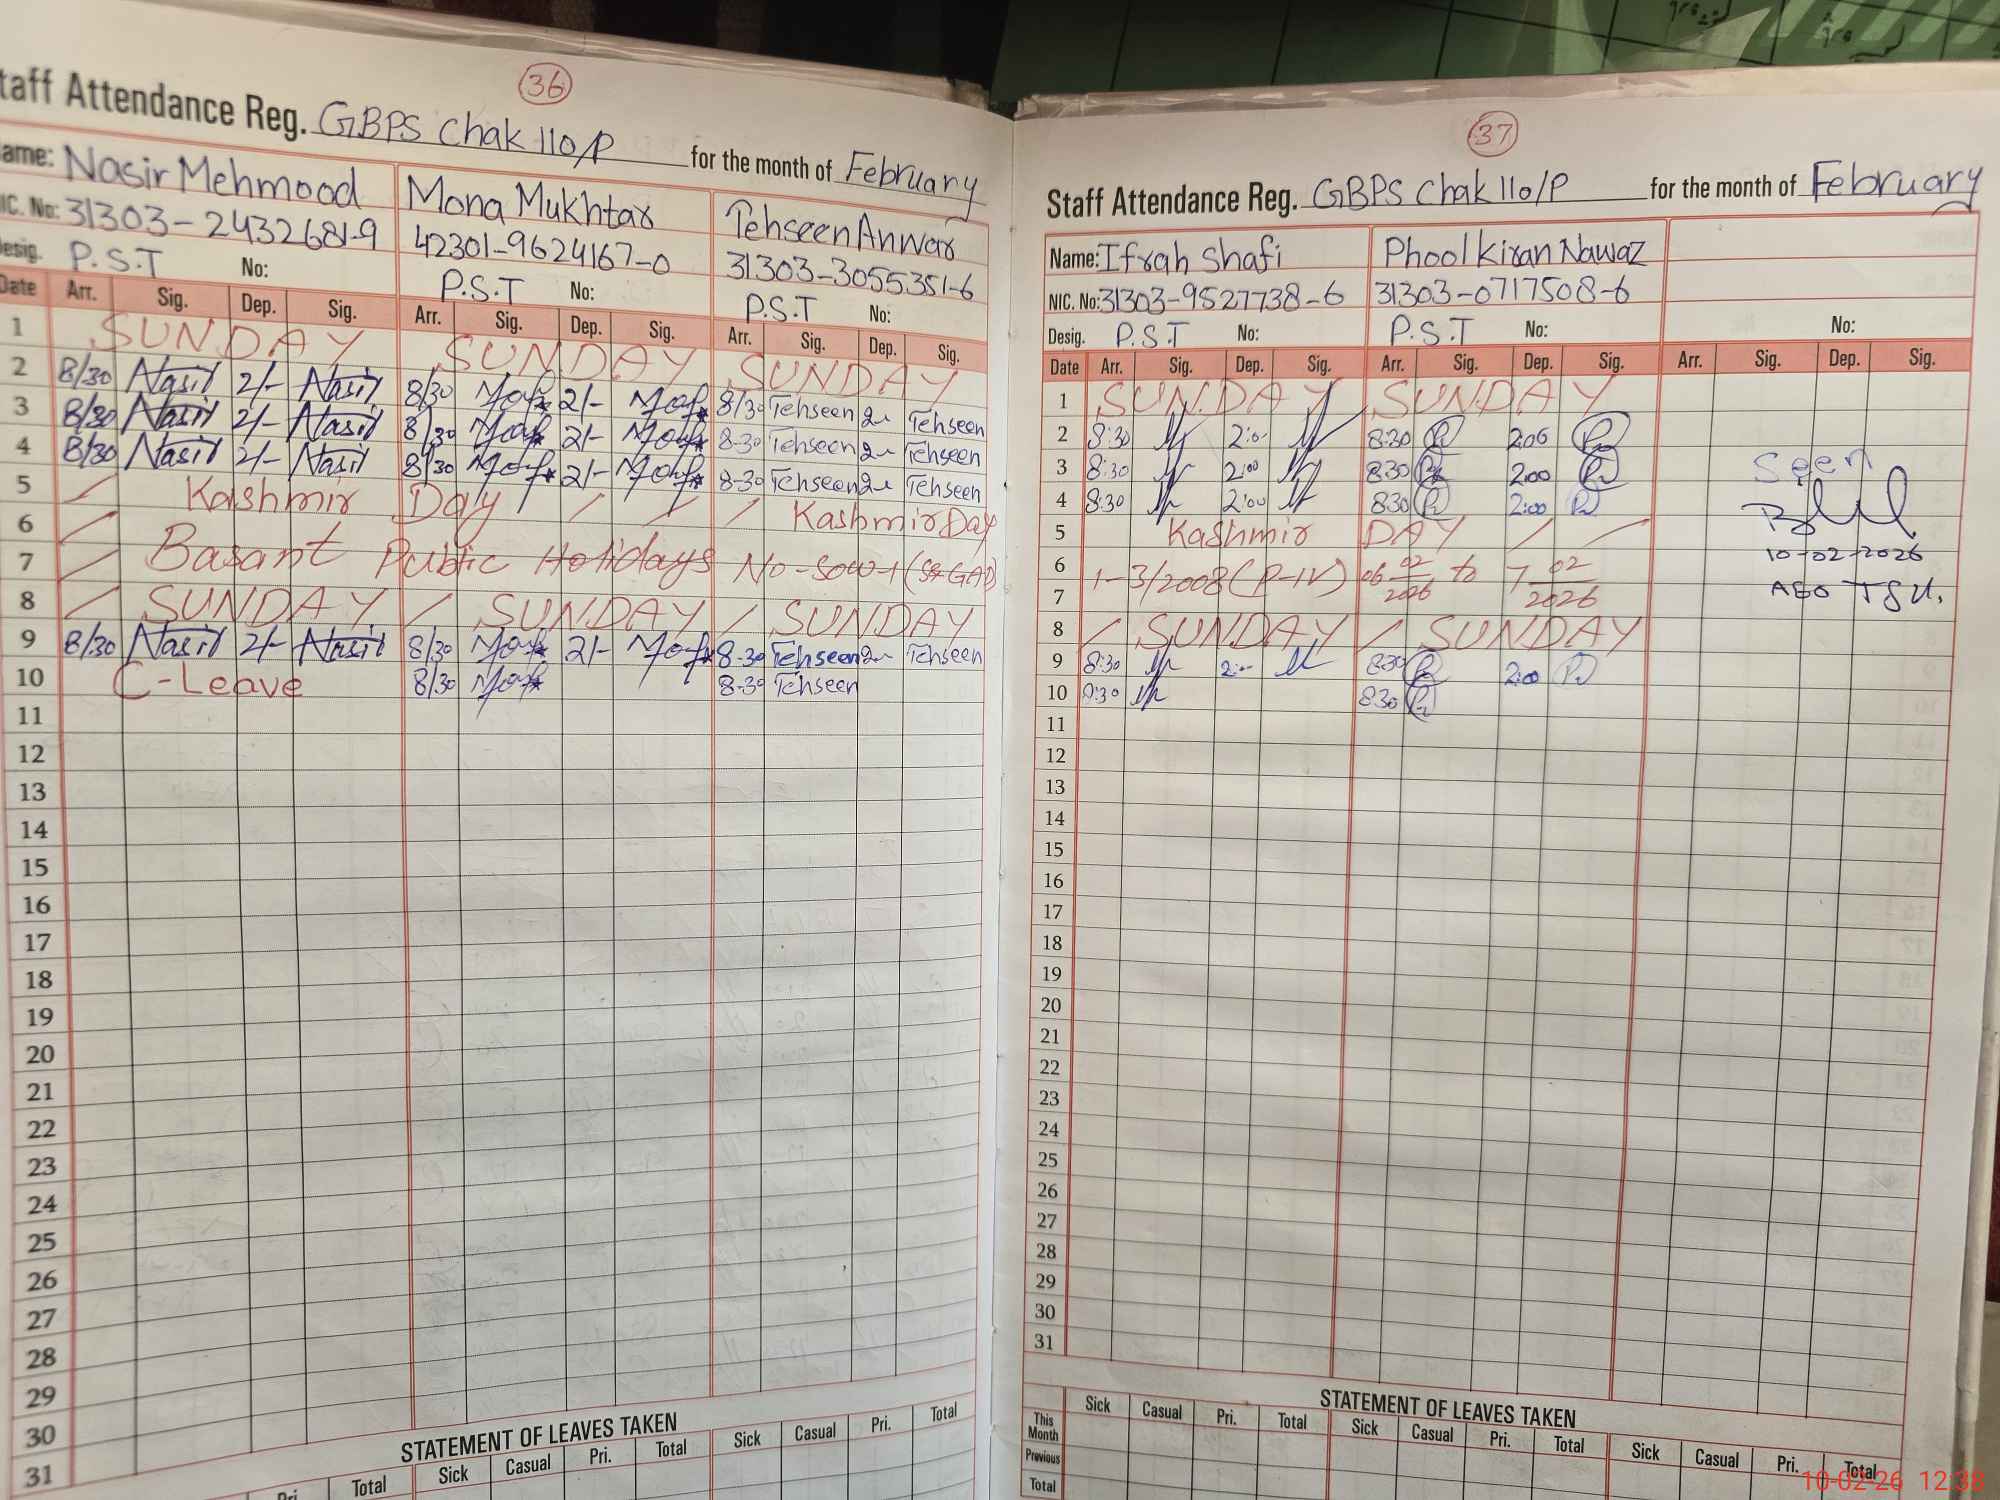 36
Staff Attendance Reg. GBPS Chak 110/P for the month of February
Name: Nasir Mehmood Mona Mukhtar Tehseen Anwar
NIC. No: 31303-2432681-9 42301-9624167-0 31303-3055351-6
Desig. P.S.T No: P.S.T No: P.S.T No:
Date Arr. Sig. Dep. Sig. Arr. Sig. Dep. Sig. Arr. Sig. Dep. Sig.
1 SUNDAY SUNDAY SUNDAY
2 8/30 Nasir 2/- Nasir 8/30 2/- 8/30 Tehseen Tehseen
3 8/30 Nasir 2/- Nasir 8/30 2/- 8-30 Tehseen Tehseen
4 8/30 Nasir 2/- Nasir 8/30 2/- 8-30 Tehseen Tehseen
5 Kashmir Day Kashmir Day
6
7 Basant Public Holidays No-SOW-1 (S&GAD)
8 SUNDAY SUNDAY SUNDAY
9 8/30 Nasir 2/- Nasir 8/30 2/- 8-30 Tehseen Tehseen
10 C-Leave 8/30 8-30 Tehseen
11
12
13
14
15
16
17
18
19
20
21
22
23
24
25
26
27
28
29
30
31
STATEMENT OF LEAVES TAKEN
Pri. Total Sick Casual Pri. Total Sick Casual Pri. Total
37
Staff Attendance Reg. GBPS Chak 110/P for the month of February
Name: Ifrah Shafi Phool Kiran Nawaz
NIC. No: 31303-9527738-6 31303-0717508-6
Desig. P.S.T No: P.S.T No: No:
Date Arr. Sig. Dep. Sig. Arr. Sig. Dep. Sig. Arr. Sig. Dep. Sig.
1 SUNDAY SUNDAY
2 8:30 2:00 8:30 2:00
3 8:30 2:00 830 2:00 Seen
4 8:30 2:00 830 2:00
5 Kashmir DAY 10-02-2026
6 1-3/2008 (P-IV) 06 02 2026 to 7 02 2026 AEO TSU.
7
8 SUNDAY SUNDAY
9 8:30 2:00 830 2:00
10 8:30 830
11
12
13
14
15
16
17
18
19
20
21
22
23
24
25
26
27
28
29
30
31
STATEMENT OF LEAVES TAKEN
Sick Casual Pri. Total Sick Casual Pri. Total Sick Casual Pri. Total
This Month
Previous
Total
10-02-26 12:38